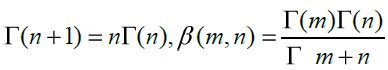 Γ(n+1) = nΓ(n), β(m,n) = Γ(m)Γ(n) / Γ m+n